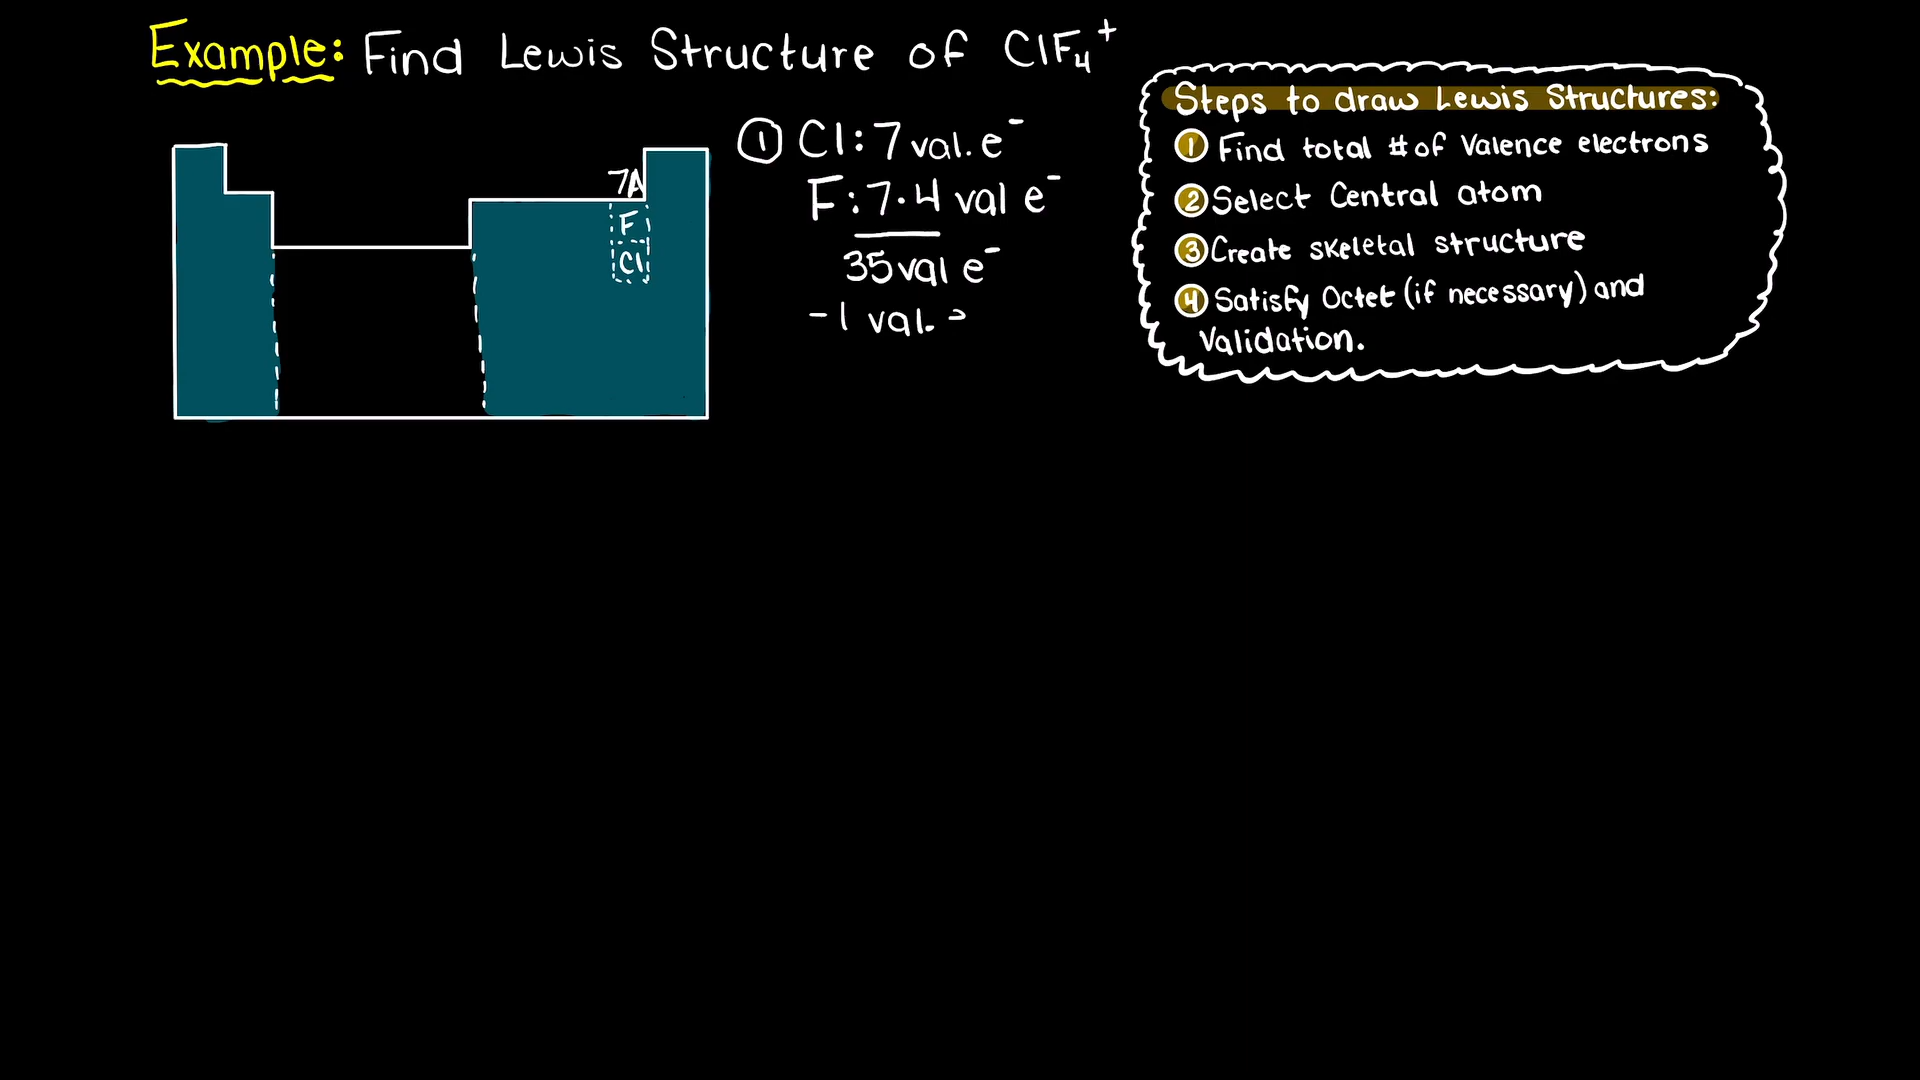 Example: Find Lewis Structure of ClF₄⁺
7A
F
Cl
① Cl: 7 val. e⁻
F: 7·4 val e⁻
35 val e⁻
-1 val.
Steps to draw Lewis Structures:
① Find total # of Valence electrons
② Select Central atom
③ Create skeletal structure
④ Satisfy Octet (if necessary) and
Validation.